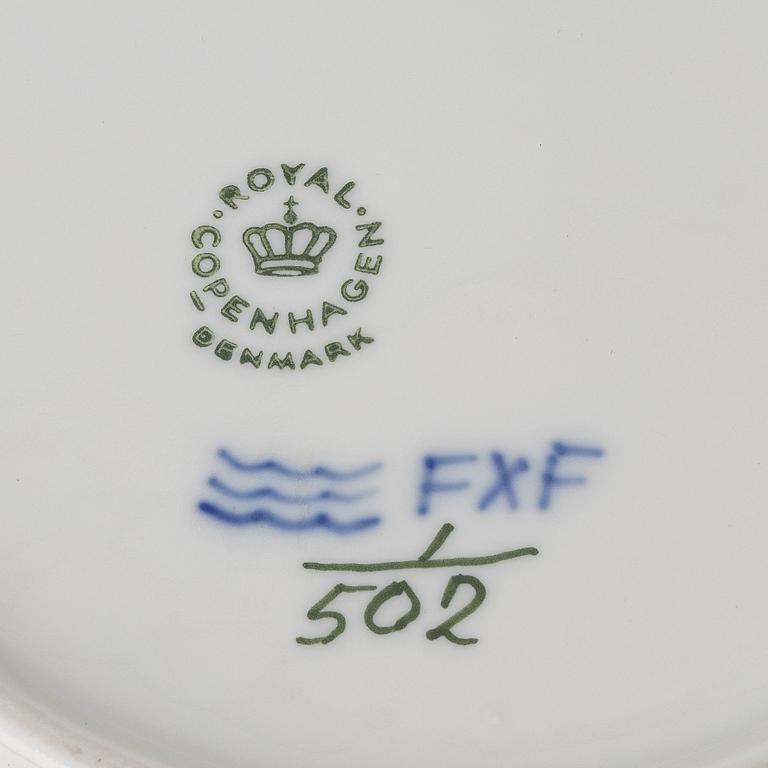 ROYAL
COPENHAGEN
DENMARK
FXF
1
502